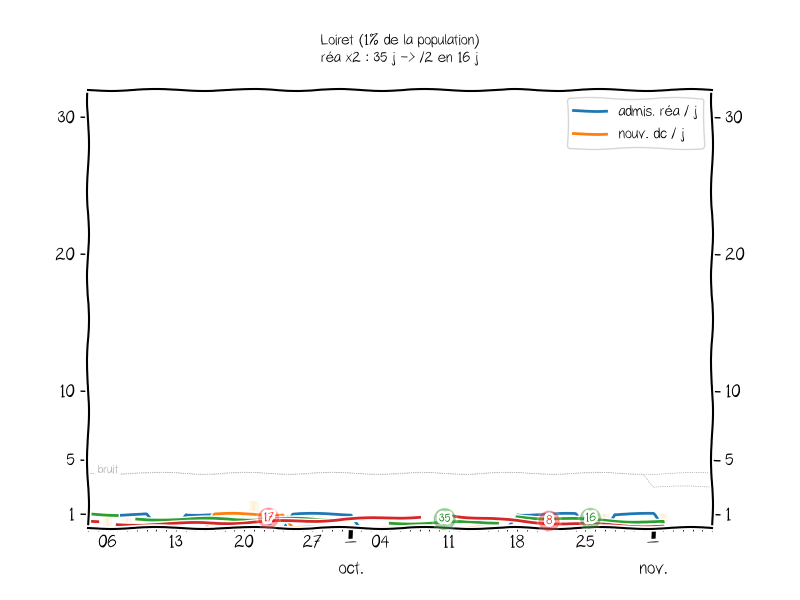 Loiret (1% de la population)
réa x2 : 35 j -> /2 en 16 j
admis. réa / j
nouv. dc / j
30
30
20
20
10
10
5
5
bruit
1
1
17
35
8
16
06 13 20 27 04 11 18 25
oct. nov.